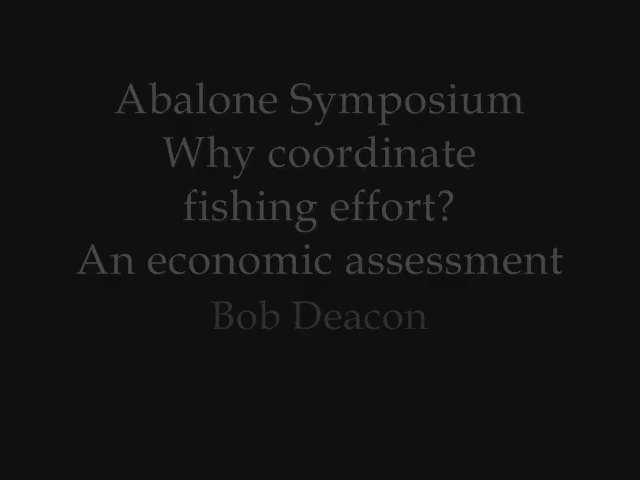 Abalone Symposium
Why coordinate
fishing effort?
An economic assessment
Bob Deacon